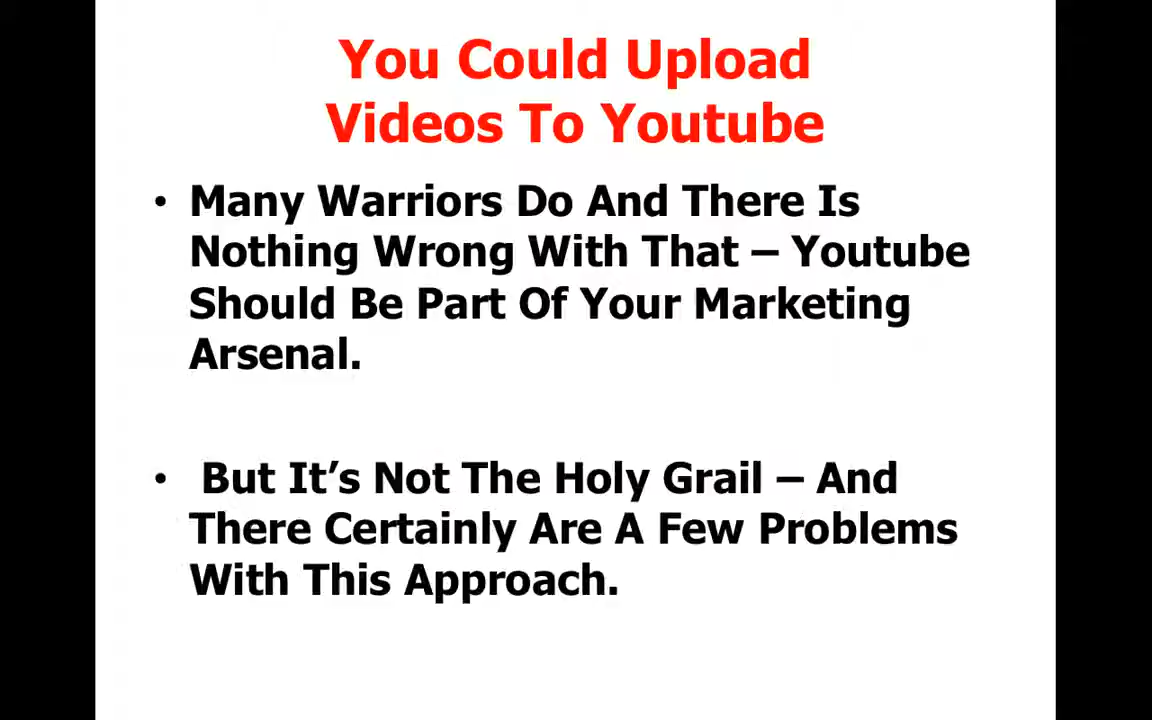 You Could Upload
Videos To Youtube
• Many Warriors Do And There Is
Nothing Wrong With That – Youtube
Should Be Part Of Your Marketing
Arsenal.
• But It’s Not The Holy Grail – And
There Certainly Are A Few Problems
With This Approach.